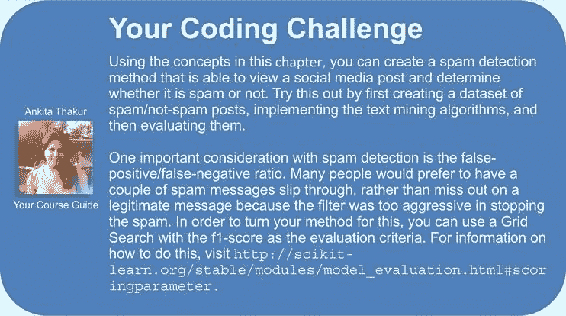 Your Coding Challenge
Using the concepts in this chapter, you can create a spam detection
method that is able to view a social media post and determine
whether it is spam or not. Try this out by first creating a dataset of
spam/not-spam posts, implementing the text mining algorithms, and
then evaluating them.
Ankita Thakur
Your Course Guide
One important consideration with spam detection is the false-
positive/false-negative ratio. Many people would prefer to have a
couple of spam messages slip through, rather than miss out on a
legitimate message because the filter was too aggressive in stopping
the spam. In order to turn your method for this, you can use a Grid
Search with the f1-score as the evaluation criteria. For information on
how to do this, visit http://scikit-
learn.org/stable/modules/model_evaluation.html#scor
ingparameter.